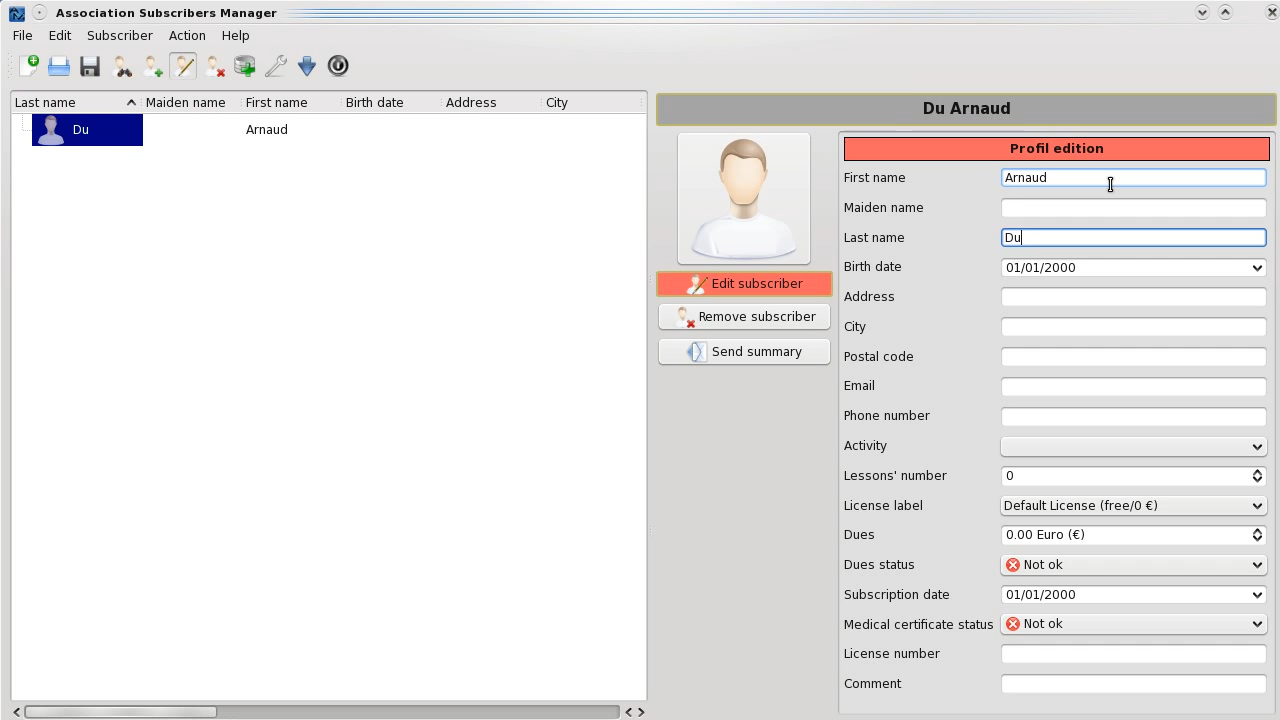 Association Subscribers Manager
File Edit Subscriber Action Help
Last name Maiden name First name Birth date Address City
Du Arnaud
Du Arnaud
Profil edition
First name Arnaud
Maiden name
Last name Du
Birth date 01/01/2000
Address
City
Postal code
Email
Phone number
Activity
Lessons' number 0
License label Default License (free/0 €)
Dues 0.00 Euro (€)
Dues status Not ok
Subscription date 01/01/2000
Medical certificate status Not ok
License number
Comment
Edit subscriber
Remove subscriber
Send summary